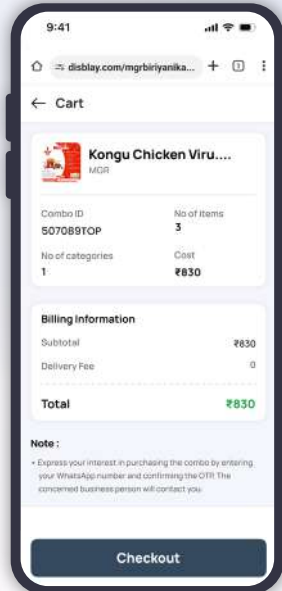 9:41
disblay.com/mgrbiriyanika...
Cart
Kongu Chicken Viru....
MGR
Combo ID
No of items
507089TOP
3
No of categories
Cost
1
₹830
Billing Information
Subtotal
₹830
Delivery Fee
0
Total
₹830
Note :
• Express your interest in purchasing the combo by entering
your WhatsApp number and confirming the OTP. The
concerned business person will contact you.
Checkout